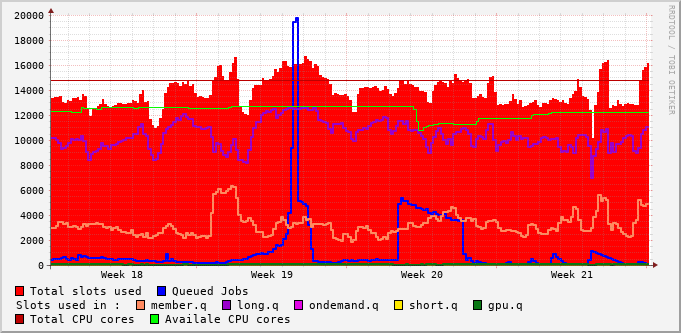 RRDTOOL / TOBI OETIKER
20000
18000
16000
14000
12000
10000
8000
6000
4000
2000
0
Week 18 Week 19 Week 20 Week 21
Total slots used Queued Jobs
Slots used in : member.q long.q ondemand.q short.q gpu.q
Total CPU cores Availale CPU cores